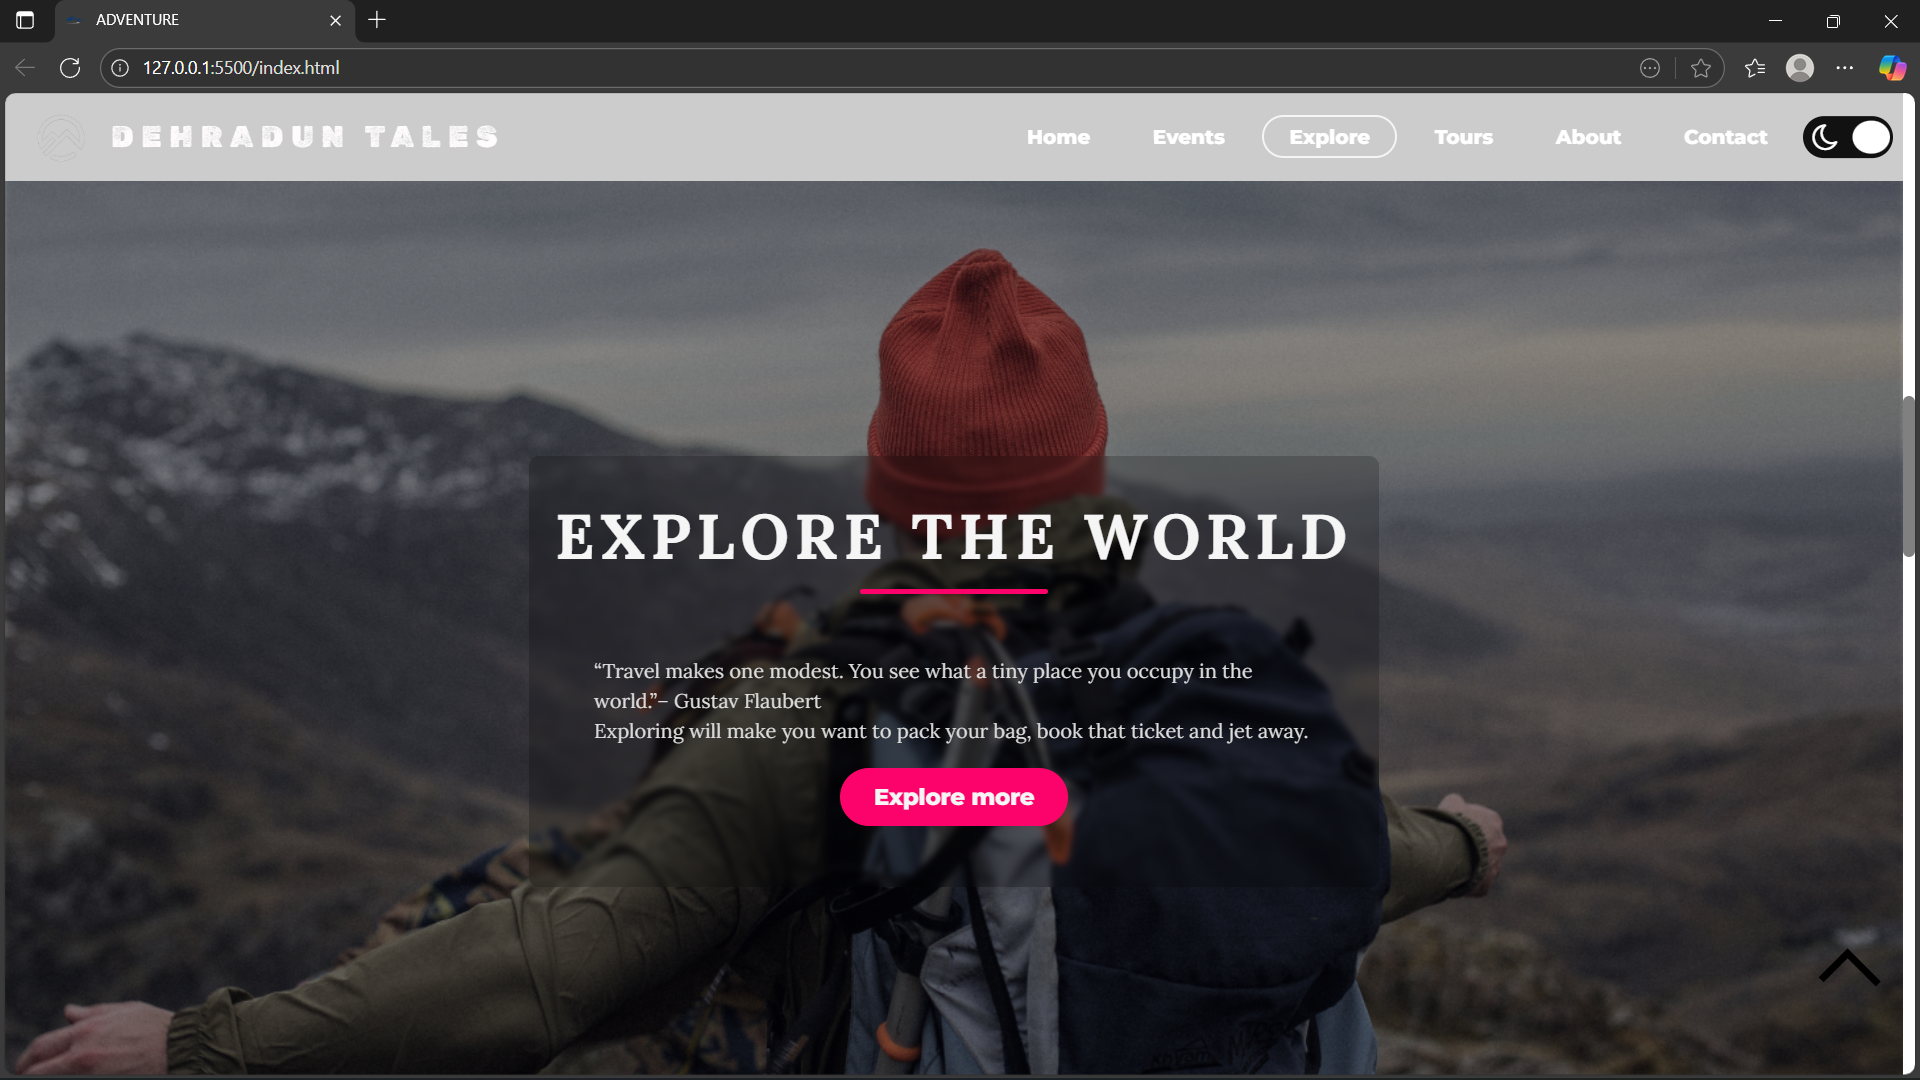 ADVENTURE
127.0.0.1:5500/index.html
DEHRADUN TALES
Home Events Explore Tours About Contact
EXPLORE THE WORLD
“Travel makes one modest. You see what a tiny place you occupy in the
world.”– Gustav Flaubert
Exploring will make you want to pack your bag, book that ticket and jet away.
Explore more